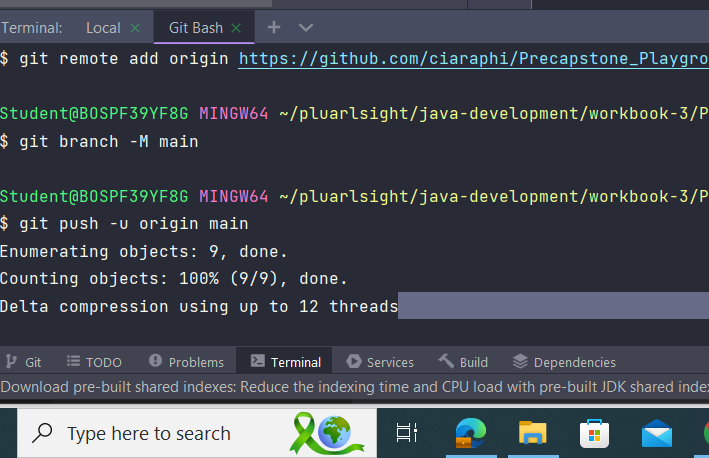 Terminal: Local × Git Bash × + 
$ git remote add origin https://github.com/ciaraphi/Precapstone_Playgro
Student@BOSPF39YF8G MINGW64 ~/pluarlsight/java-development/workbook-3/P
$ git branch -M main
Student@BOSPF39YF8G MINGW64 ~/pluarlsight/java-development/workbook-3/P
$ git push -u origin main
Enumerating objects: 9, done.
Counting objects: 100% (9/9), done.
Delta compression using up to 12 threads
Git TODO Problems Terminal Services Build Dependencies
Download pre-built shared indexes: Reduce the indexing time and CPU load with pre-built JDK shared inde
Type here to search